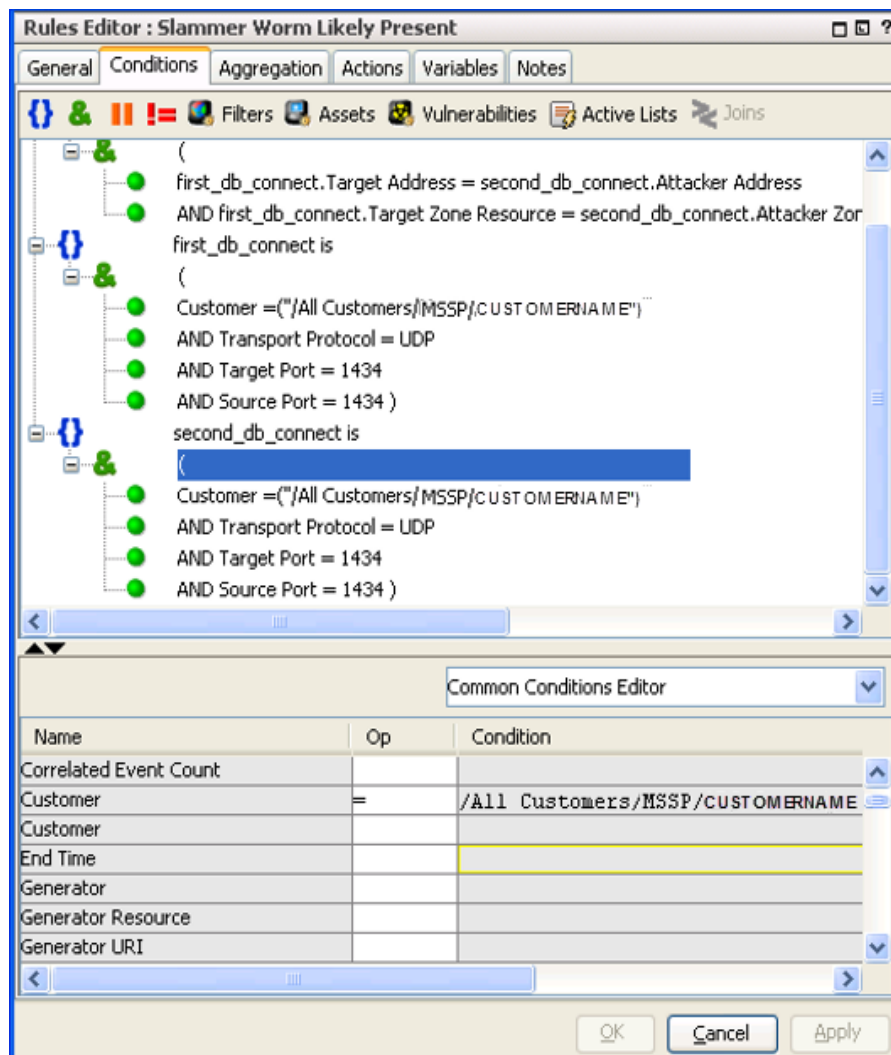 Rules Editor : Slammer Worm Likely Present
General Conditions Aggregation Actions Variables Notes
{} & != Filters Assets Vulnerabilities Active Lists Joins
& (
first_db_connect.Target Address = second_db_connect.Attacker Address
AND first_db_connect.Target Zone Resource = second_db_connect.Attacker Zor
{} first_db_connect is
& (
Customer =("/All Customers/MSSP/CUSTOMERNAME")
AND Transport Protocol = UDP
AND Target Port = 1434
AND Source Port = 1434 )
{} second_db_connect is
& (
Customer =("/All Customers/MSSP/CUSTOMERNAME")
AND Transport Protocol = UDP
AND Target Port = 1434
AND Source Port = 1434 )
Common Conditions Editor
Name Op Condition
Correlated Event Count
Customer = /All Customers/MSSP/CUSTOMERNAME
Customer
End Time
Generator
Generator Resource
Generator URI
OK Cancel Apply